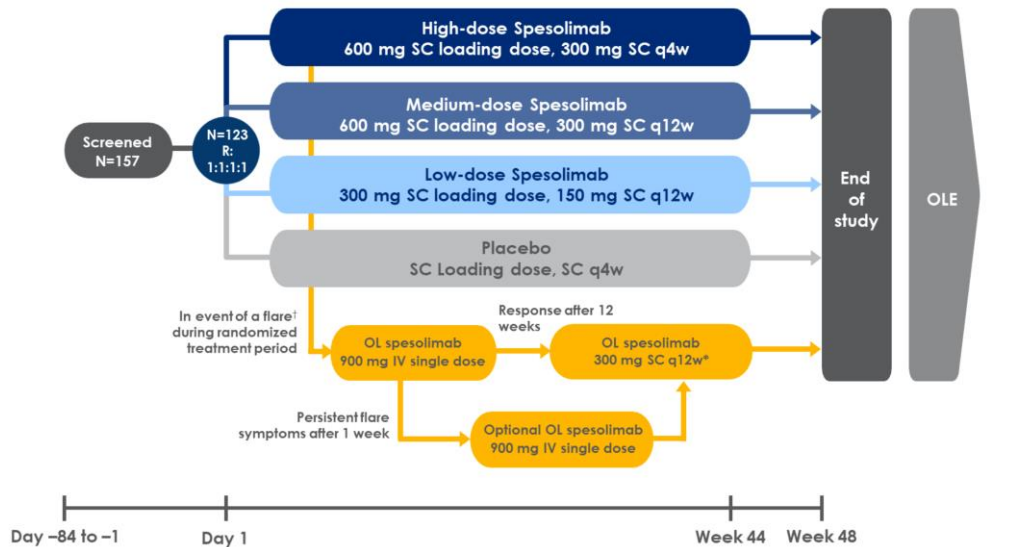 High-dose Spesolimab
600 mg SC loading dose, 300 mg SC q4w
Medium-dose Spesolimab
600 mg SC loading dose, 300 mg SC q12w
Screened
N=157
N=123
R:
1:1:1:1
Low-dose Spesolimab
300 mg SC loading dose, 150 mg SC q12w
End
of
study
OLE
Placebo
SC Loading dose, SC q4w
In event of a flare†
during randomized
treatment period
Response after 12
weeks
OL spesolimab
900 mg IV single dose
OL spesolimab
300 mg SC q12w*
Persistent flare
symptoms after 1 week
Optional OL spesolimab
900 mg IV single dose
Day –84 to –1
Day 1
Week 44
Week 48